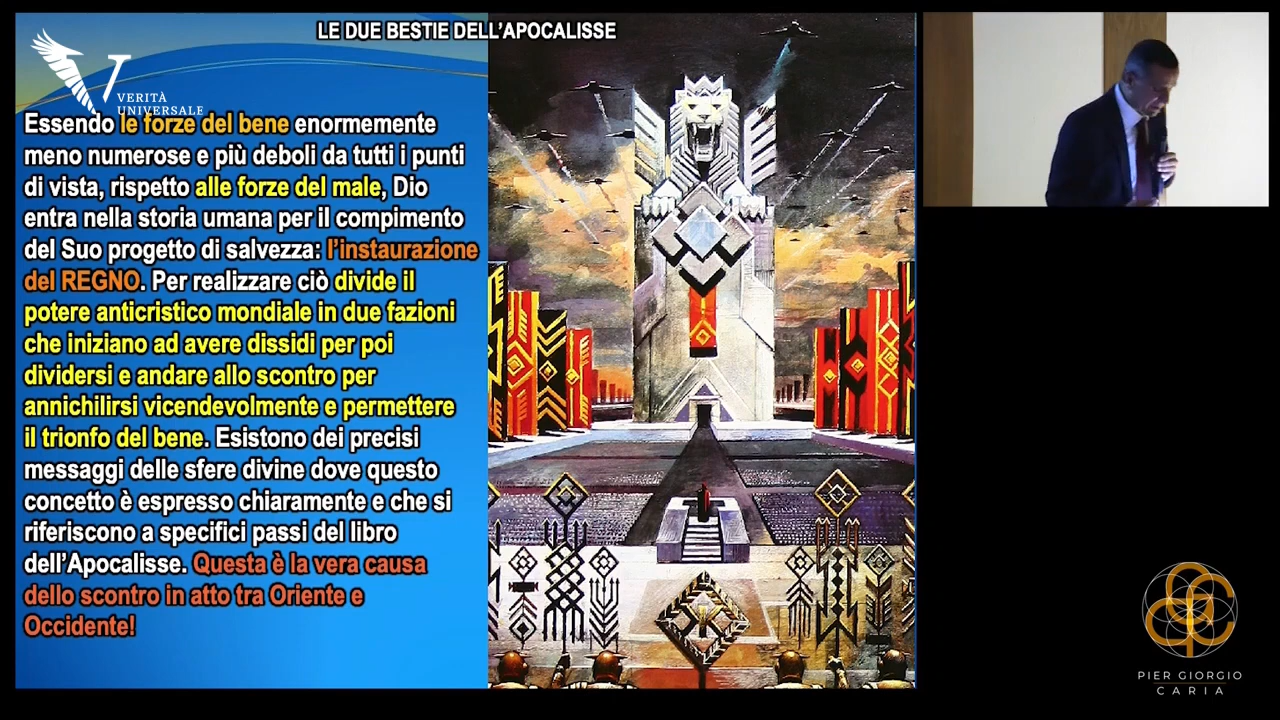 LE DUE BESTIE DELL'APOCALISSE
VERITÀ
UNIVERSALE
Essendo le forze del bene enormemente
meno numerose e più deboli da tutti i punti
di vista, rispetto alle forze del male, Dio
entra nella storia umana per il compimento
del Suo progetto di salvezza: l'instaurazione
del REGNO. Per realizzare ciò divide il
potere anticristico mondiale in due fazioni
che iniziano ad avere dissidi per poi
dividersi e andare allo scontro per
annichilirsi vicendevolmente e permettere
il trionfo del bene. Esistono dei precisi
messaggi delle sfere divine dove questo
concetto è espresso chiaramente e che si
riferiscono a specifici passi del libro
dell'Apocalisse. Questa è la vera causa
dello scontro in atto tra Oriente e
Occidente!
PIER GIORGIO
CARIA